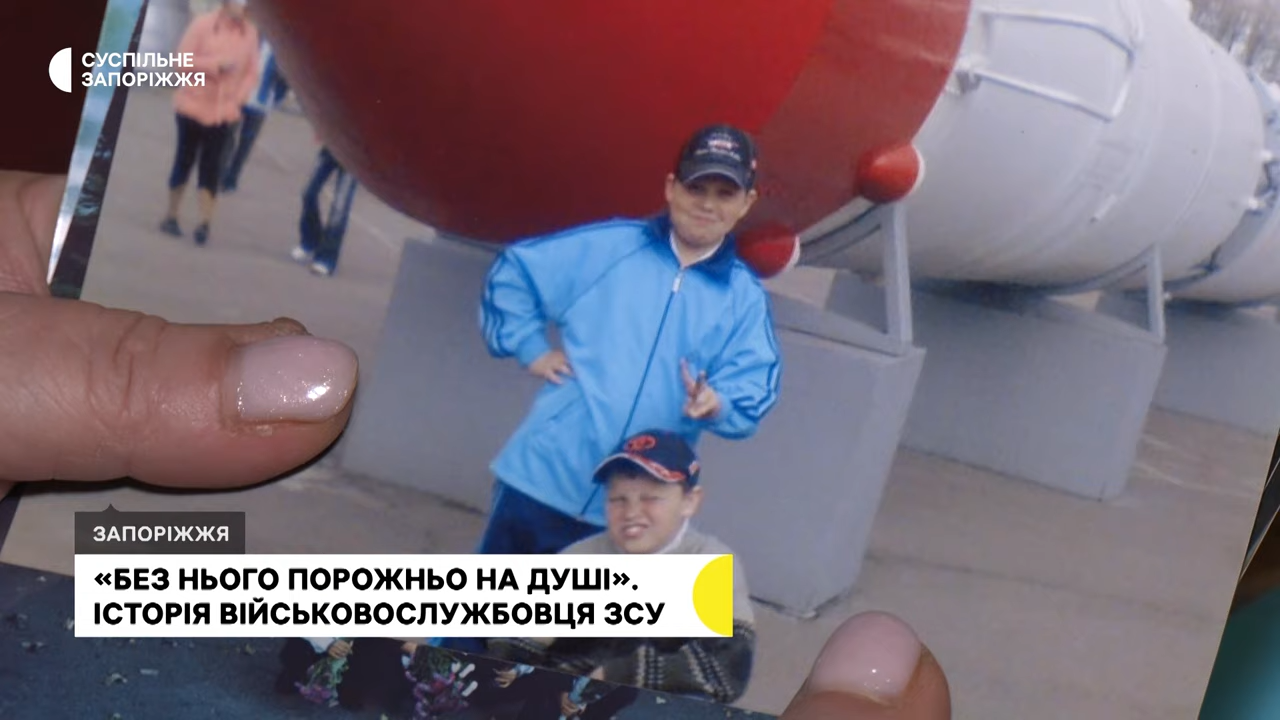 СУСПІЛЬНЕ
ЗАПОРІЖЖЯ
ЗАПОРІЖЖЯ
«БЕЗ НЬОГО ПОРОЖНЬО НА ДУШІ».
ІСТОРІЯ ВІЙСЬКОВОСЛУЖБОВЦЯ ЗСУ